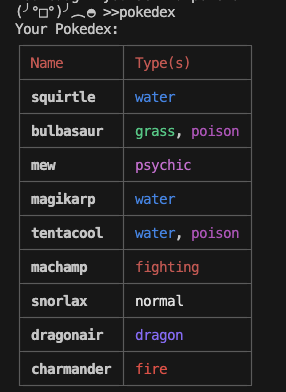 (╯°□°)╯︵◓ >>pokedex
Your Pokedex:
Name Type(s)
squirtle water
bulbasaur grass, poison
mew psychic
magikarp water
tentacool water, poison
machamp fighting
snorlax normal
dragonair dragon
charmander fire